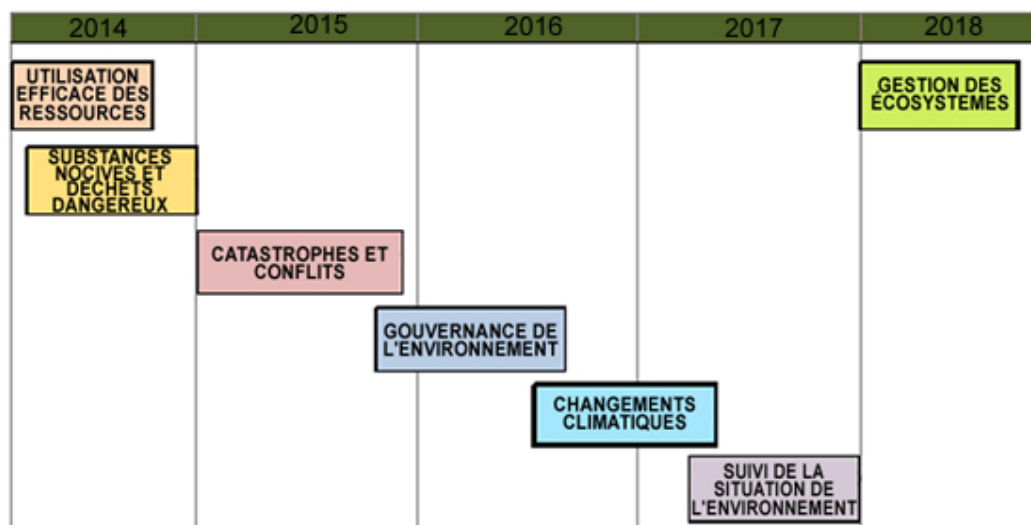 2014 2015 2016 2017 2018
UTILISATION
EFFICACE DES
RESSOURCES
GESTION DES
ÉCOSYSTEMES
SUBSTANCES
NOCIVES ET
DÉCHETS
DANGEREUX
CATASTROPHES ET
CONFLITS
GOUVERNANCE DE
L'ENVIRONNEMENT
CHANGEMENTS
CLIMATIQUES
SUIVI DE LA
SITUATION DE
L'ENVIRONNEMENT